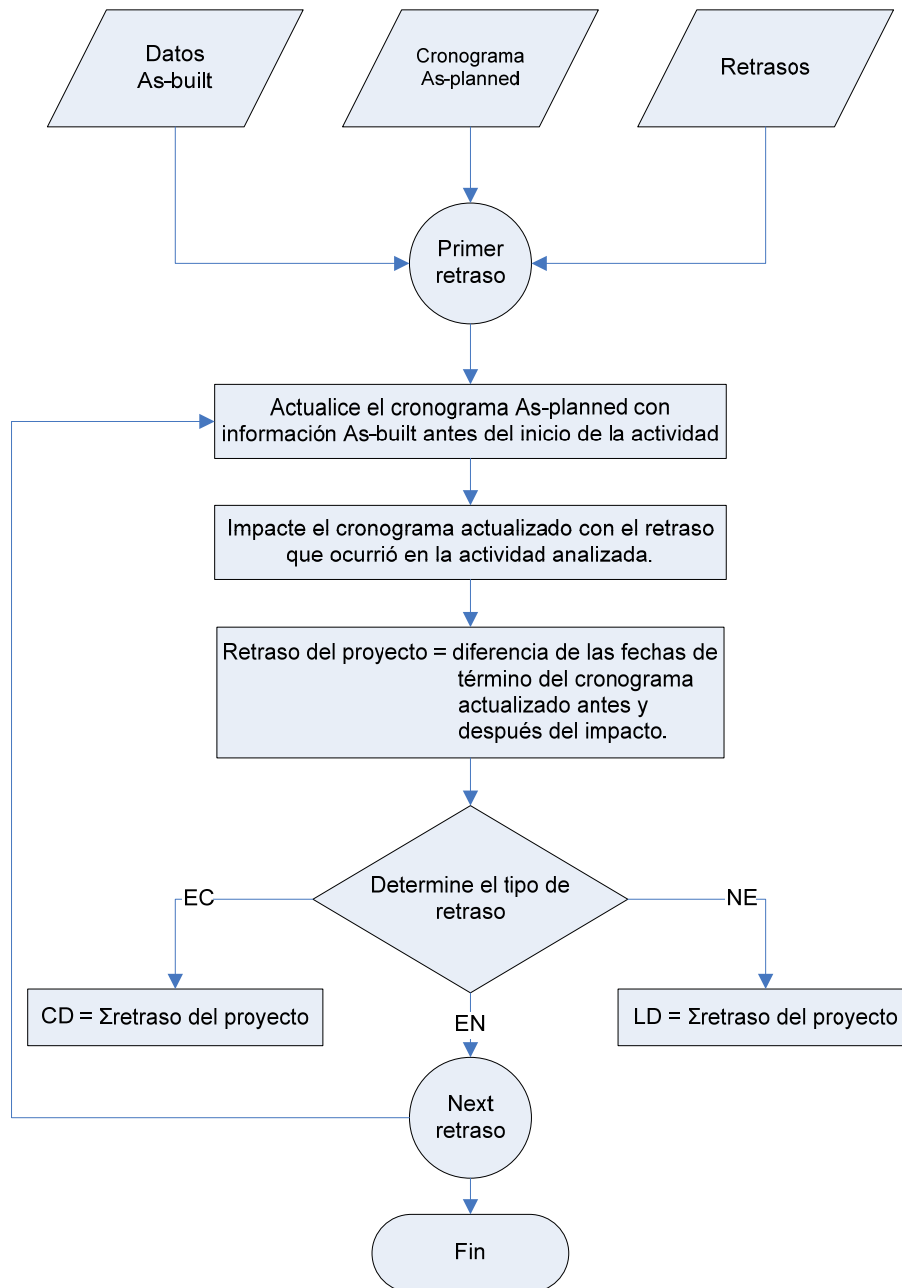 Datos
As-built
Cronograma
As-planned
Retrasos
Primer
retraso
Actualice el cronograma As-planned con
información As-built antes del inicio de la actividad
Impacte el cronograma actualizado con el retraso
que ocurrió en la actividad analizada.
Retraso del proyecto = diferencia de las fechas de
término del cronograma
actualizado antes y
después del impacto.
Determine el tipo de
retraso
EC
NE
CD = Σretraso del proyecto
LD = Σretraso del proyecto
EN
Next
retraso
Fin